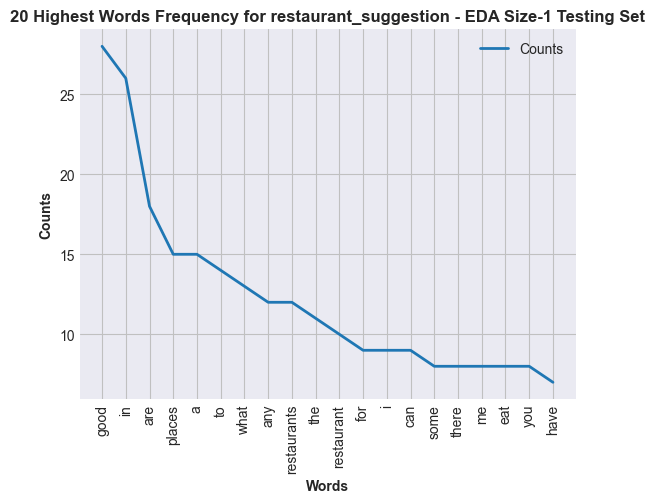 20 Highest Words Frequency for restaurant_suggestion - EDA Size-1 Testing Set
Counts
Counts
25
20
15
10
good
in
are
places
a
to
what
any
restaurants
the
restaurant
for
i
can
some
there
me
eat
you
have
Words